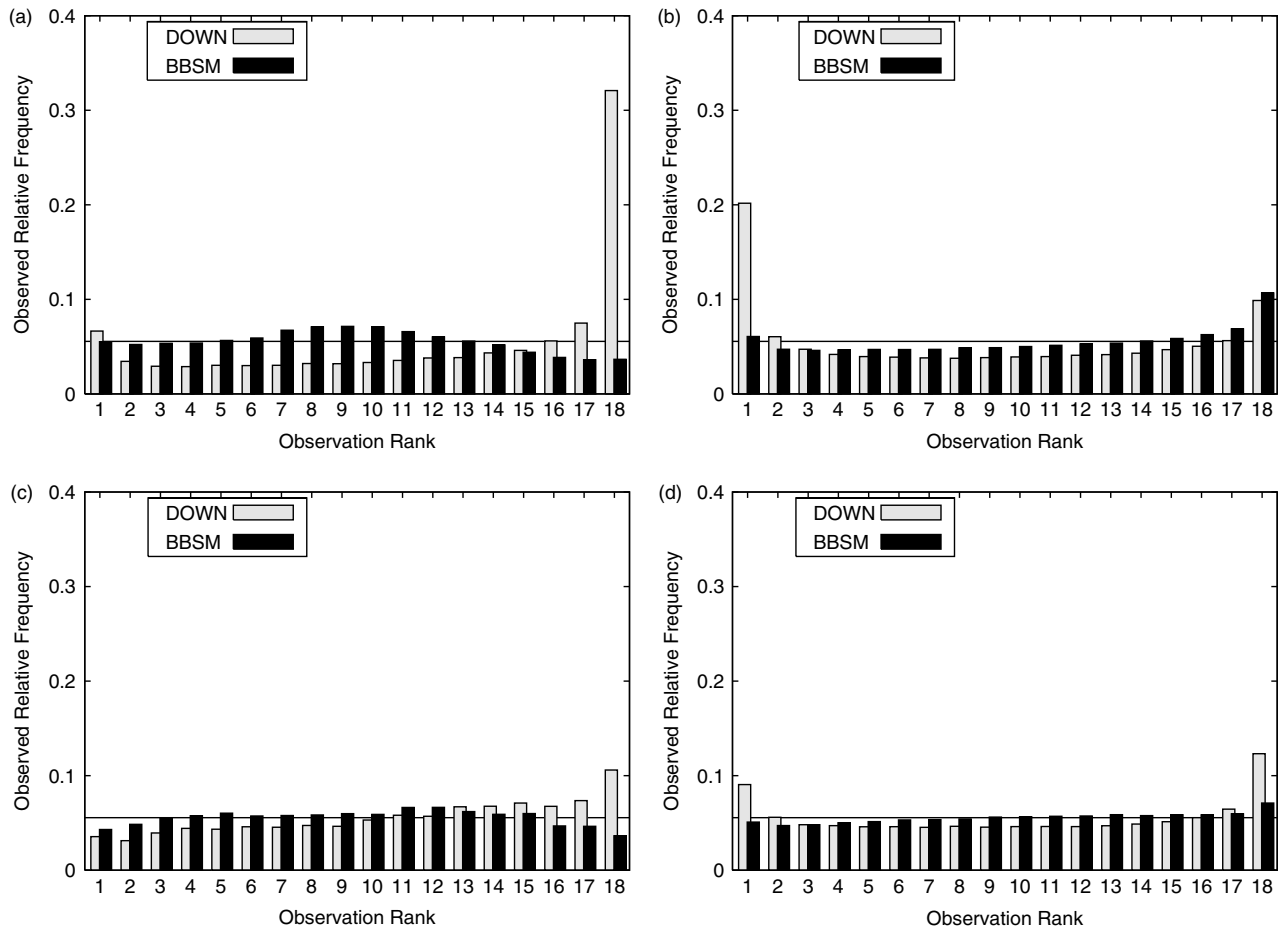 (a)
Observed Relative Frequency
0.4
0.3
0.2
0.1
0
DOWN
BBSM
1 2 3 4 5 6 7 8 9 10 11 12 13 14 15 16 17 18
Observation Rank
(b)
Observed Relative Frequency
0.4
0.3
0.2
0.1
0
DOWN
BBSM
1 2 3 4 5 6 7 8 9 10 11 12 13 14 15 16 17 18
Observation Rank
(c)
Observed Relative Frequency
0.4
0.3
0.2
0.1
0
DOWN
BBSM
1 2 3 4 5 6 7 8 9 10 11 12 13 14 15 16 17 18
Observation Rank
(d)
Observed Relative Frequency
0.4
0.3
0.2
0.1
0
DOWN
BBSM
1 2 3 4 5 6 7 8 9 10 11 12 13 14 15 16 17 18
Observation Rank